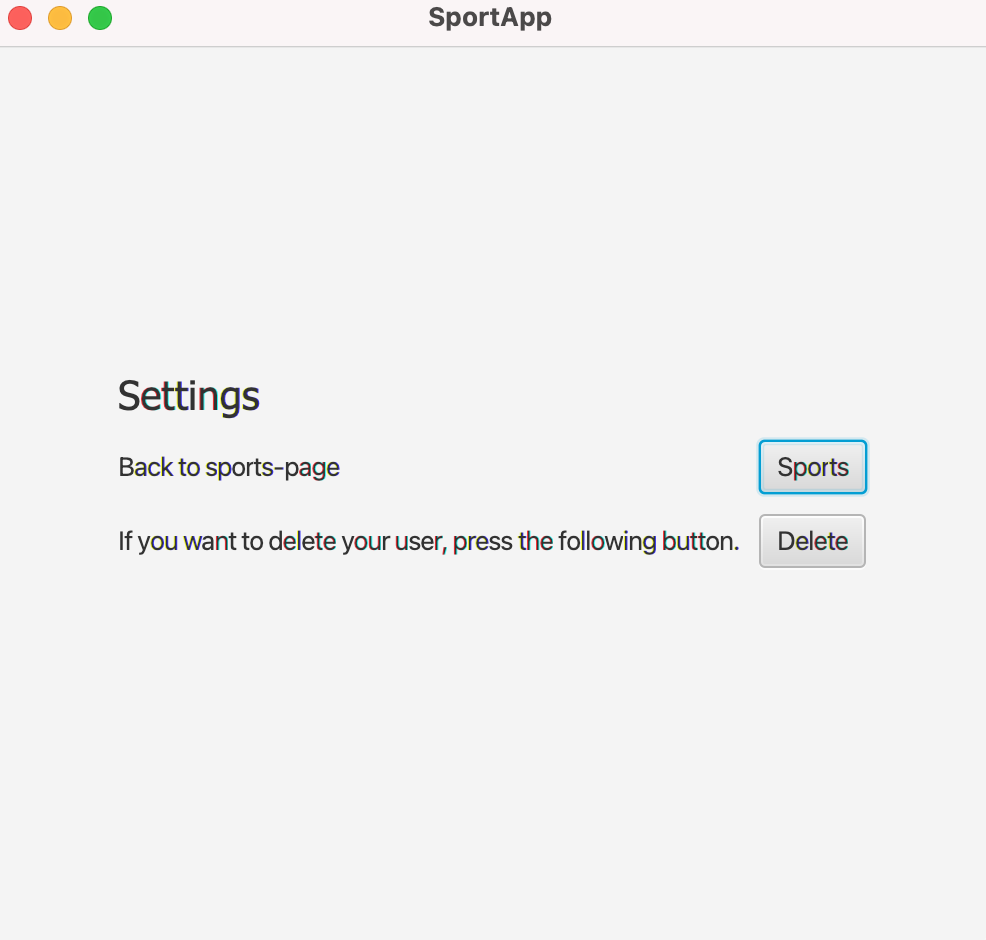 SportApp
Settings
Back to sports-page
Sports
If you want to delete your user, press the following button.
Delete